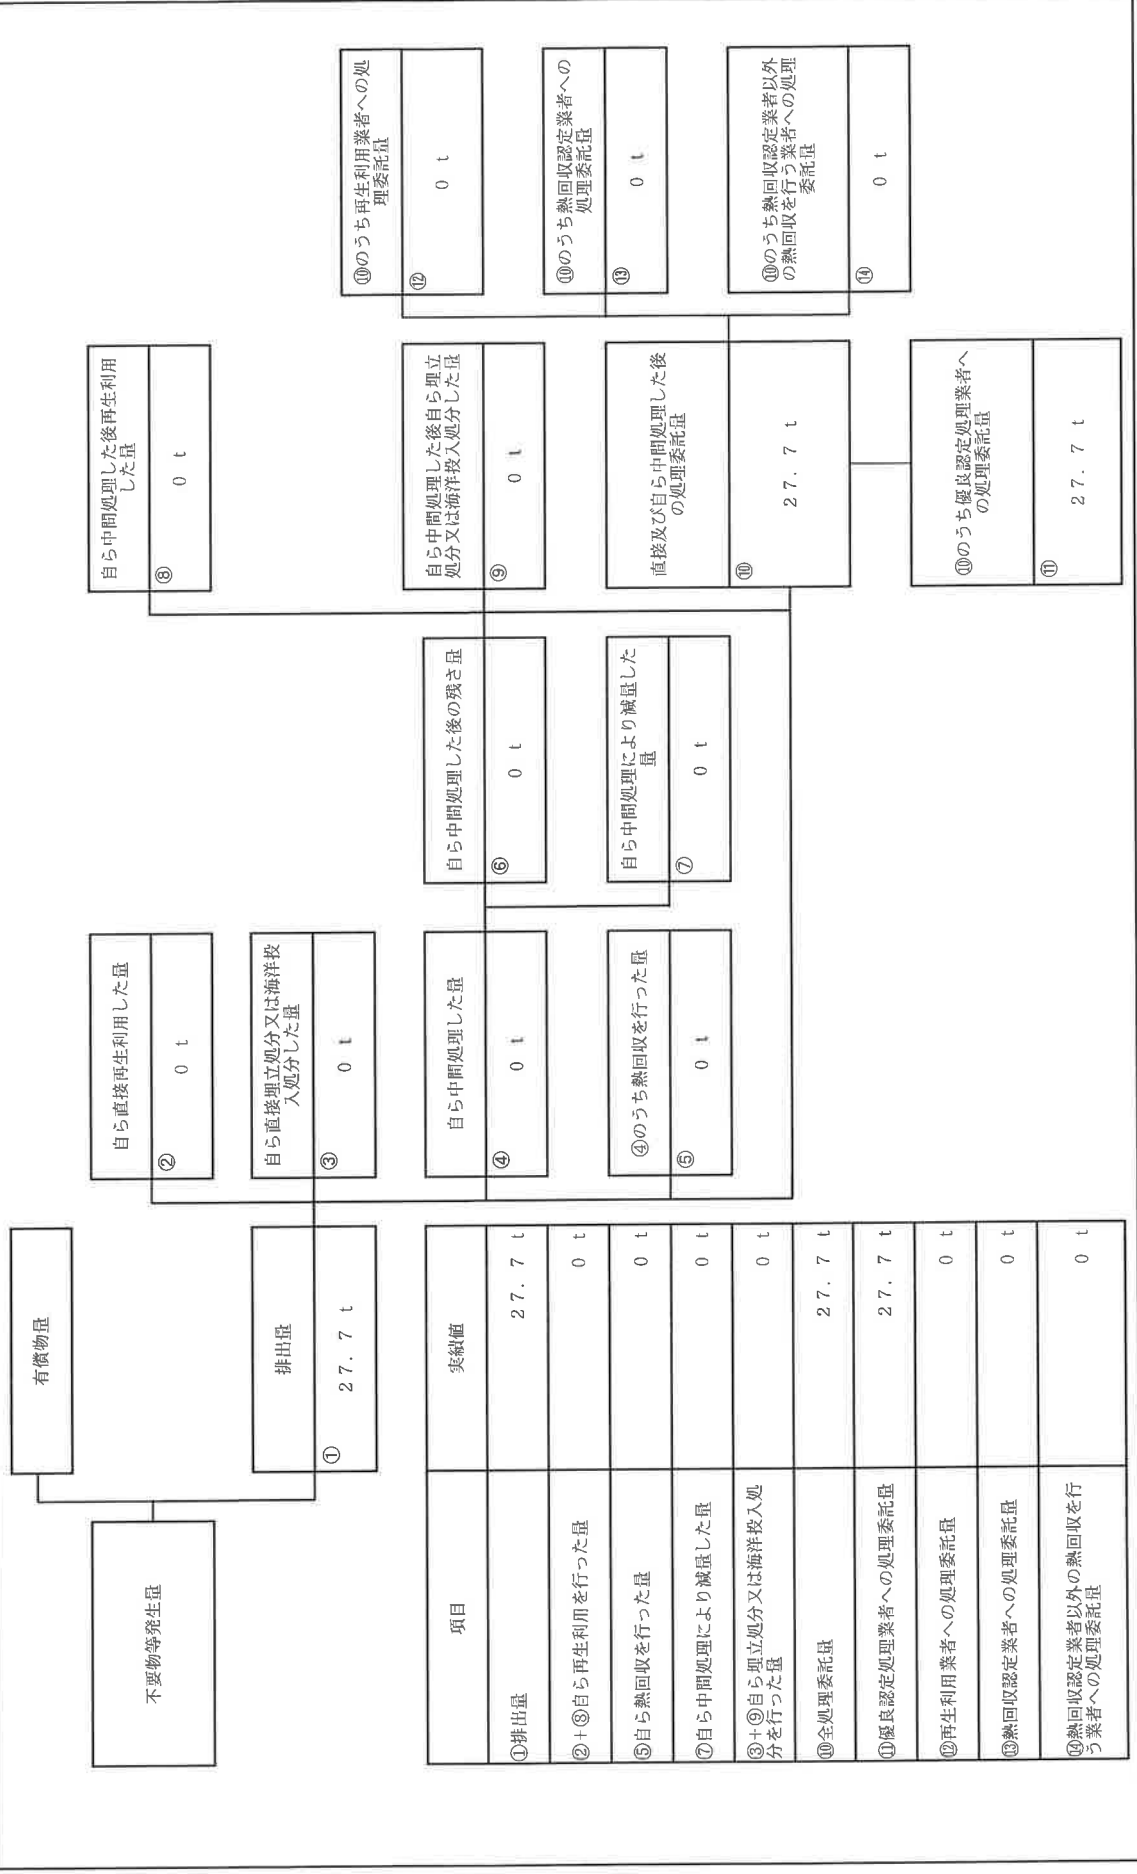 不要物等発生量
有償物量
排出量
①
27.7 t
自ら直接再生利用した量
②
0 t
自ら直接埋立処分又は海洋投
入処分した量
③
0 t
自ら中間処理した量
④
0 t
④のうち熱回収を行った量
⑤
0 t
自ら中間処理した後の残さ量
⑥
0 t
自ら中間処理により減量した
量
⑦
0 t
自ら中間処理した後再生利用
した量
⑧
0 t
自ら中間処理した後自ら埋立
処分又は海洋投入処分した量
⑨
0 t
直接及び自ら中間処理した後
の処理委託量
⑩
27.7 t
⑩のうち優良認定処理業者へ
の処理委託量
⑪
27.7 t
⑩のうち再生利用業者への処
理委託量
⑫
0 t
⑩のうち熱回収認定業者への
処理委託量
⑬
0 t
⑩のうち熱回収認定業者以外
の熱回収を行う業者への処理
委託量
⑭
0 t
項目 実績値
①排出量 27.7 t
②+⑧自ら再生利用を行った量 0 t
⑤自ら熱回収を行った量 0 t
⑦自ら中間処理により減量した量 0 t
③+⑨自ら埋立処分又は海洋投入処
分を行った量 0 t
⑩全処理委託量 27.7 t
⑪優良認定処理業者への処理委託量 27.7 t
⑫再生利用業者への処理委託量 0 t
⑬熱回収認定業者への処理委託量 0 t
⑭熱回収認定業者以外の熱回収を行
う業者への処理委託量 0 t